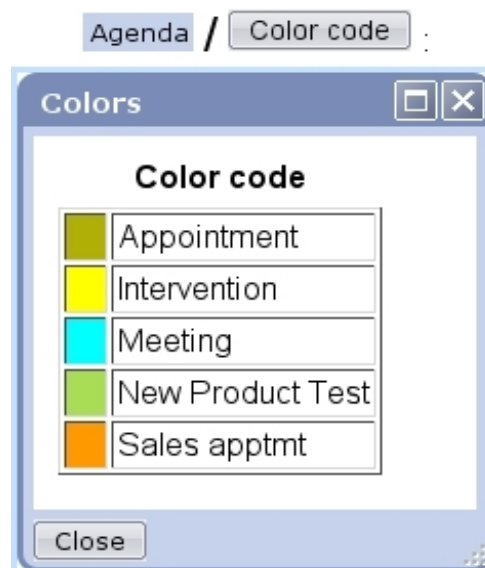 Agenda / Color code :
Colors
Color code
Appointment
Intervention
Meeting
New Product Test
Sales apptmt
Close